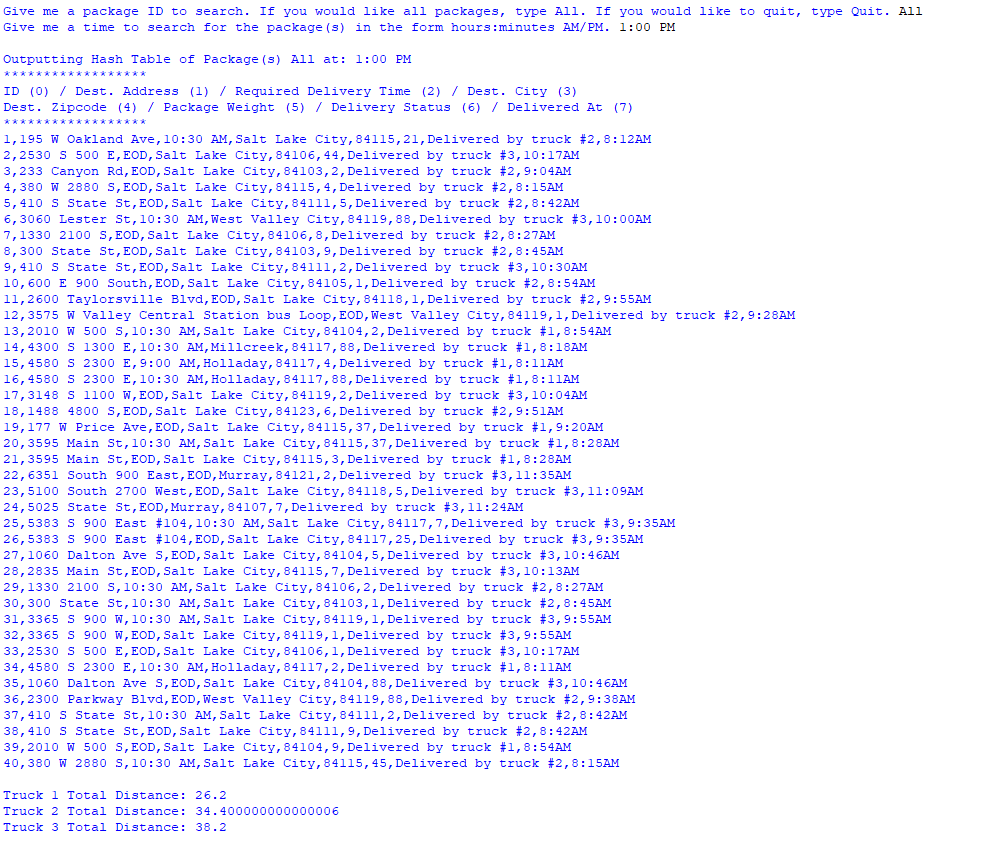 Give me a package ID to search. If you would like all packages, type All. If you would like to quit, type Quit. All
Give me a time to search for the package(s) in the form hours:minutes AM/PM. 1:00 PM
Outputting Hash Table of Package(s) All at: 1:00 PM
******************
ID (0) / Dest. Address (1) / Required Delivery Time (2) / Dest. City (3)
Dest. Zipcode (4) / Package Weight (5) / Delivery Status (6) / Delivered At (7)
******************
1,195 W Oakland Ave,10:30 AM,Salt Lake City,84115,21,Delivered by truck #2,8:12AM
2,2530 S 500 E,EOD,Salt Lake City,84106,44,Delivered by truck #3,10:17AM
3,233 Canyon Rd,EOD,Salt Lake City,84103,2,Delivered by truck #2,9:04AM
4,380 W 2880 S,EOD,Salt Lake City,84115,4,Delivered by truck #2,8:15AM
5,410 S State St,EOD,Salt Lake City,84111,5,Delivered by truck #2,8:42AM
6,3060 Lester St,10:30 AM,West Valley City,84119,88,Delivered by truck #3,10:00AM
7,1330 2100 S,EOD,Salt Lake City,84106,8,Delivered by truck #2,8:27AM
8,300 State St,EOD,Salt Lake City,84103,9,Delivered by truck #2,8:45AM
9,410 S State St,EOD,Salt Lake City,84111,2,Delivered by truck #3,10:30AM
10,600 E 900 South,EOD,Salt Lake City,84105,1,Delivered by truck #2,8:54AM
11,2600 Taylorsville Blvd,EOD,Salt Lake City,84118,1,Delivered by truck #2,9:55AM
12,3575 W Valley Central Station bus Loop,EOD,West Valley City,84119,1,Delivered by truck #2,9:28AM
13,2010 W 500 S,10:30 AM,Salt Lake City,84104,2,Delivered by truck #1,8:54AM
14,4300 S 1300 E,10:30 AM,Millcreek,84117,88,Delivered by truck #1,8:18AM
15,4580 S 2300 E,9:00 AM,Holladay,84117,4,Delivered by truck #1,8:11AM
16,4580 S 2300 E,10:30 AM,Holladay,84117,88,Delivered by truck #1,8:11AM
17,3148 S 1100 W,EOD,Salt Lake City,84119,2,Delivered by truck #3,10:04AM
18,1488 4800 S,EOD,Salt Lake City,84123,6,Delivered by truck #2,9:51AM
19,177 W Price Ave,EOD,Salt Lake City,84115,37,Delivered by truck #1,9:20AM
20,3595 Main St,10:30 AM,Salt Lake City,84115,37,Delivered by truck #1,8:28AM
21,3595 Main St,EOD,Salt Lake City,84115,3,Delivered by truck #1,8:28AM
22,6351 South 900 East,EOD,Murray,84121,2,Delivered by truck #3,11:35AM
23,5100 South 2700 West,EOD,Salt Lake City,84118,5,Delivered by truck #3,11:09AM
24,5025 State St,EOD,Murray,84107,7,Delivered by truck #3,11:24AM
25,5383 S 900 East #104,10:30 AM,Salt Lake City,84117,7,Delivered by truck #3,9:35AM
26,5383 S 900 East #104,EOD,Salt Lake City,84117,25,Delivered by truck #3,9:35AM
27,1060 Dalton Ave S,EOD,Salt Lake City,84104,5,Delivered by truck #3,10:46AM
28,2835 Main St,EOD,Salt Lake City,84115,7,Delivered by truck #3,10:13AM
29,1330 2100 S,10:30 AM,Salt Lake City,84106,2,Delivered by truck #2,8:27AM
30,300 State St,10:30 AM,Salt Lake City,84103,1,Delivered by truck #2,8:45AM
31,3365 S 900 W,10:30 AM,Salt Lake City,84119,1,Delivered by truck #3,9:55AM
32,3365 S 900 W,EOD,Salt Lake City,84119,1,Delivered by truck #3,9:55AM
33,2530 S 500 E,EOD,Salt Lake City,84106,1,Delivered by truck #3,10:17AM
34,4580 S 2300 E,10:30 AM,Holladay,84117,2,Delivered by truck #1,8:11AM
35,1060 Dalton Ave S,EOD,Salt Lake City,84104,88,Delivered by truck #3,10:46AM
36,2300 Parkway Blvd,EOD,West Valley City,84119,88,Delivered by truck #2,9:38AM
37,410 S State St,10:30 AM,Salt Lake City,84111,2,Delivered by truck #2,8:42AM
38,410 S State St,EOD,Salt Lake City,84111,9,Delivered by truck #2,8:42AM
39,2010 W 500 S,EOD,Salt Lake City,84104,9,Delivered by truck #1,8:54AM
40,380 W 2880 S,10:30 AM,Salt Lake City,84115,45,Delivered by truck #2,8:15AM
Truck 1 Total Distance: 26.2
Truck 2 Total Distance: 34.400000000000006
Truck 3 Total Distance: 38.2